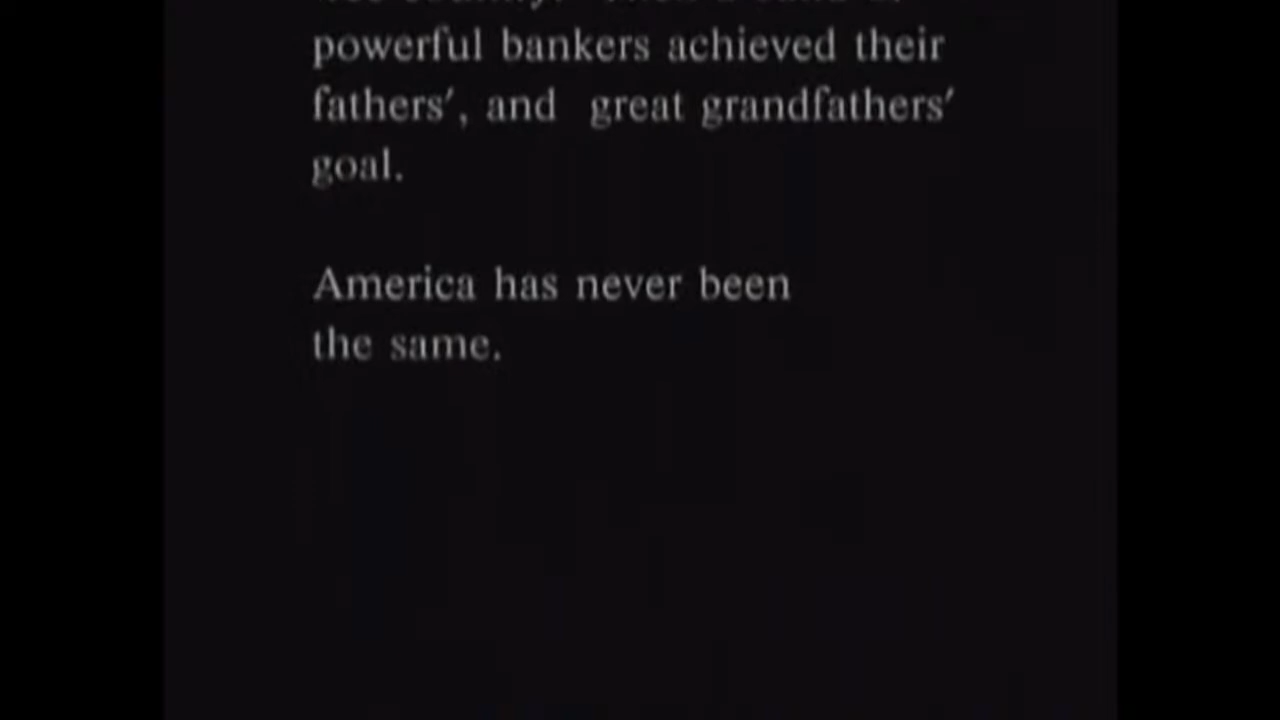 powerful bankers achieved their
fathers', and great grandfathers'
goal.
America has never been
the same.